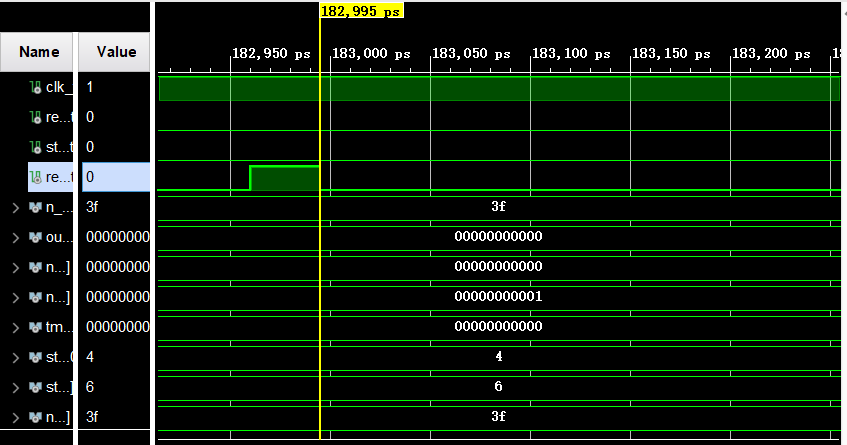 182,995 ps
Name Value
182,950 ps 183,000 ps 183,050 ps 183,100 ps 183,150 ps 183,200 ps
clk_ 1
re...t 0
st...t 0
re...t 0
n_... 3f 3f
ou... 00000000 00000000000
n...] 00000000 00000000000
n...] 00000000 00000000001
tm... 00000000 00000000000
st... 4 4
st...] 6 6
n...] 3f 3f